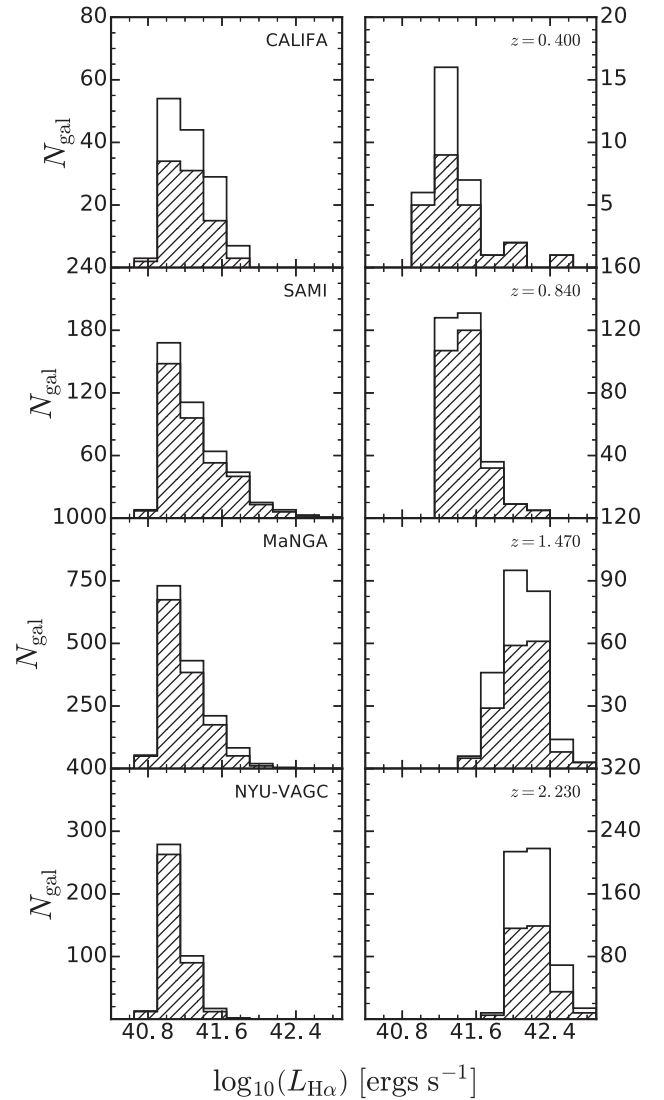 80
60
40
20
N_gal
CALIFA
z = 0.400
20
15
10
5
240
180
120
60
N_gal
SAMI
z = 0.840
160
120
80
40
1000
750
500
250
N_gal
MaNGA
z = 1.470
120
90
60
30
400
300
200
100
N_gal
NYU-VAGC
z = 2.230
320
240
160
80
40.8 41.6 42.4
40.8 41.6 42.4
log₁₀(L_Hα) [ergs s⁻¹]